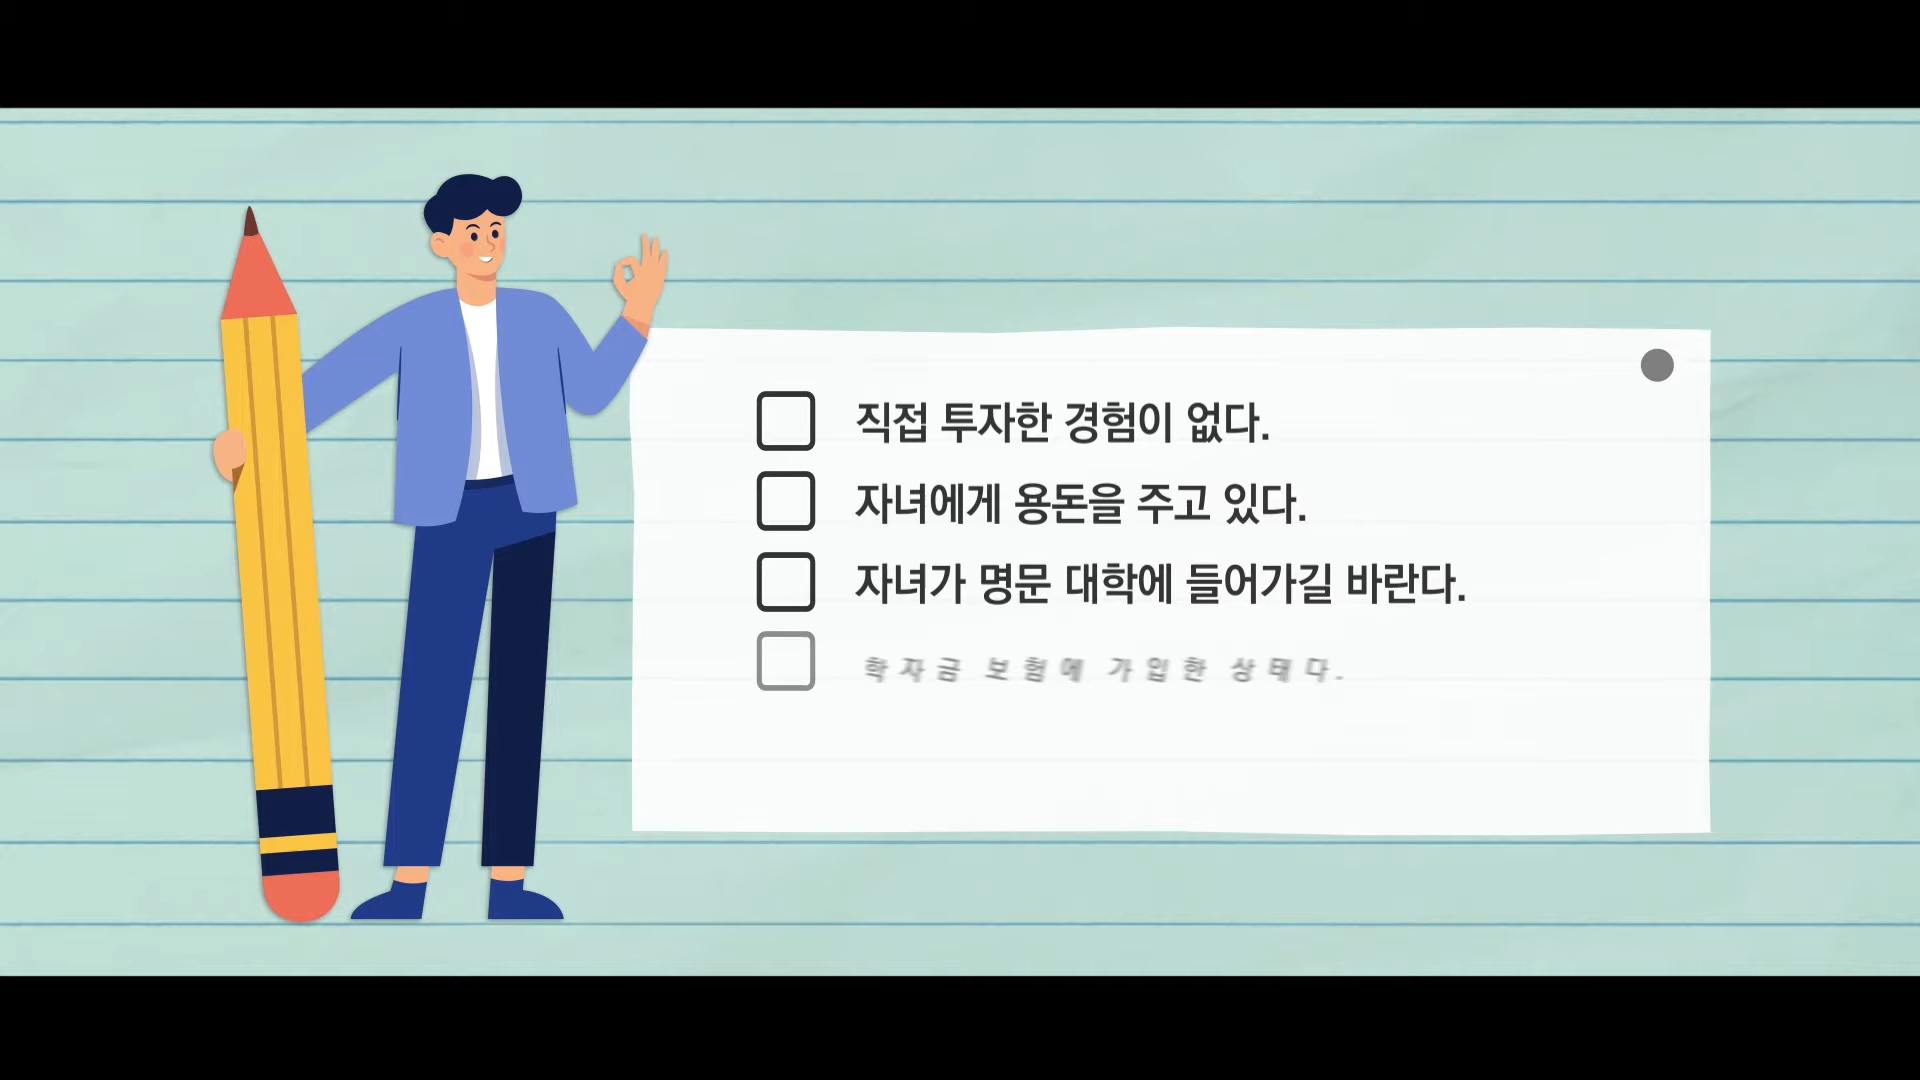 직접 투자한 경험이 없다.
자녀에게 용돈을 주고 있다.
자녀가 명문 대학에 들어가길 바란다.
학자금 보험에 가입한 상태다.